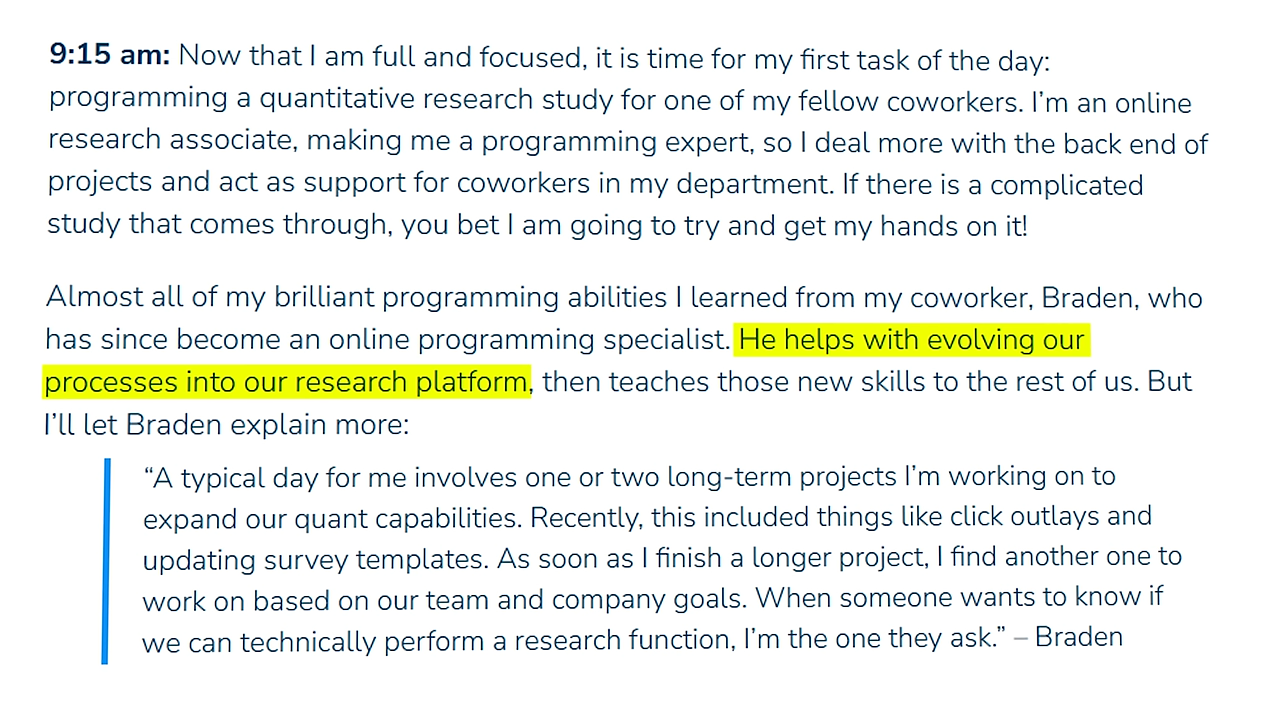 9:15 am: Now that I am full and focused, it is time for my first task of the day:
programming a quantitative research study for one of my fellow coworkers. I’m an online
research associate, making me a programming expert, so I deal more with the back end of
projects and act as support for coworkers in my department. If there is a complicated
study that comes through, you bet I am going to try and get my hands on it!
Almost all of my brilliant programming abilities I learned from my coworker, Braden, who
has since become an online programming specialist. He helps with evolving our
processes into our research platform, then teaches those new skills to the rest of us. But
I’ll let Braden explain more:
“A typical day for me involves one or two long-term projects I’m working on to
expand our quant capabilities. Recently, this included things like click outlays and
updating survey templates. As soon as I finish a longer project, I find another one to
work on based on our team and company goals. When someone wants to know if
we can technically perform a research function, I’m the one they ask.” – Braden